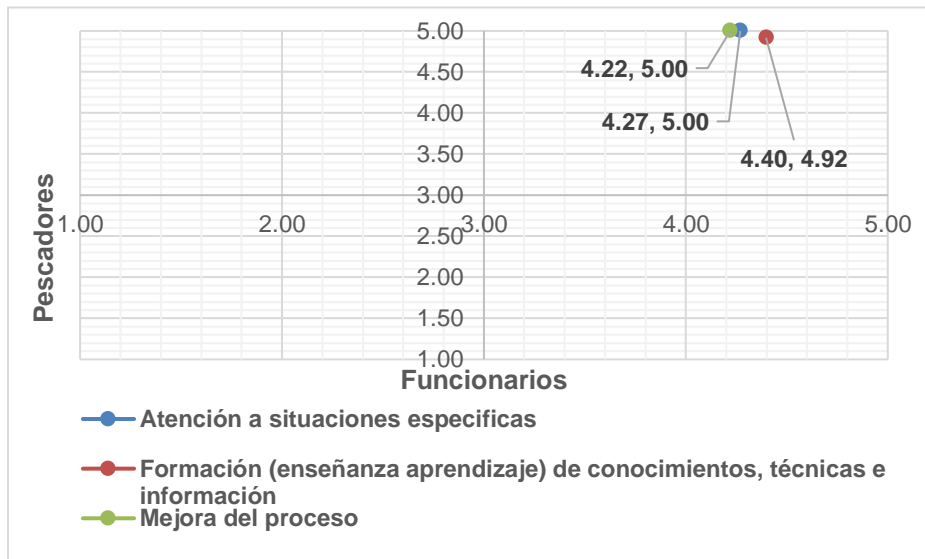 5.00
4.50
4.00
3.50
3.00
2.50
2.00
1.50
1.00
1.00 2.00 3.00 4.00 5.00
4.22, 5.00
4.27, 5.00
4.40, 4.92
Pescadores
Funcionarios
Atención a situaciones especificas
Formación (enseñanza aprendizaje) de conocimientos, técnicas e
información
Mejora del proceso